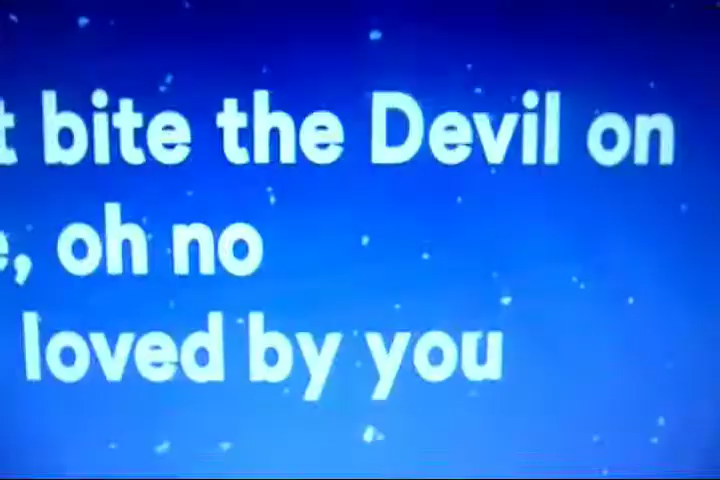 t bite the Devil on
e, oh no
loved by you